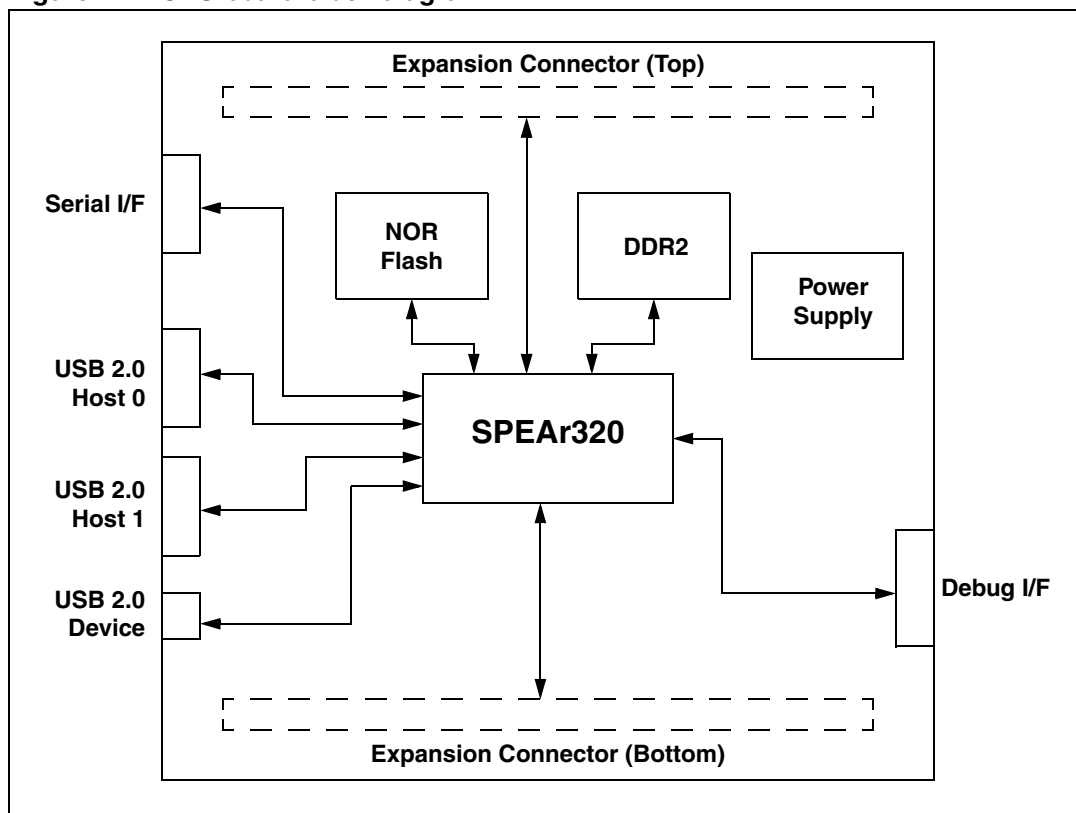 Expansion Connector (Top)
Serial I/F
NOR
Flash
DDR2
Power
Supply
USB 2.0
Host 0
SPEAr320
USB 2.0
Host 1
USB 2.0
Device
Debug I/F
Expansion Connector (Bottom)